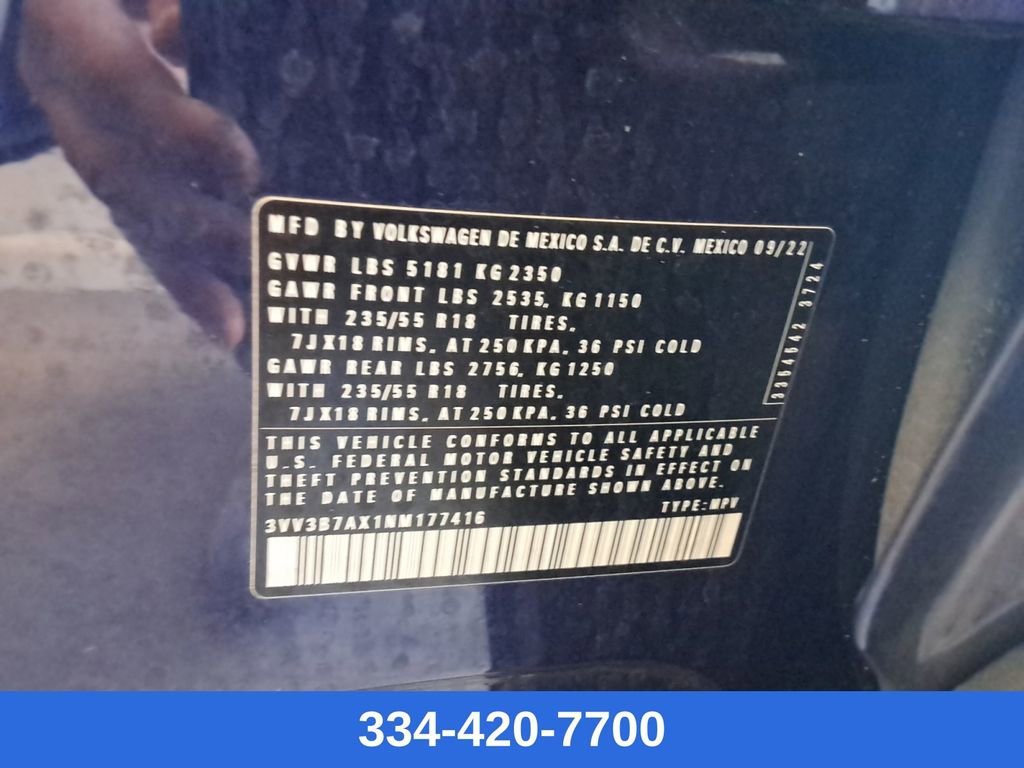 MFD BY VOLKSWAGEN DE MEXICO S.A. DE C.V. MEXICO 09/22
GVWR LBS 5181 KG 2350
GAWR FRONT LBS 2535, KG 1150
WITH 235/55 R18 TIRES,
7JX18 RIMS, AT 250 KPA, 36 PSI COLD
GAWR REAR LBS 2756, KG 1250
WITH 235/55 R18 TIRES,
7JX18 RIMS, AT 250 KPA, 36 PSI COLD
3354542 3724
THIS VEHICLE CONFORMS TO ALL APPLICABLE
U.S. FEDERAL MOTOR VEHICLE SAFETY AND
THEFT PREVENTION STANDARDS IN EFFECT ON
THE DATE OF MANUFACTURE SHOWN ABOVE.
TYPE: MPV
3VV3B7AX1NM177416
334-420-7700